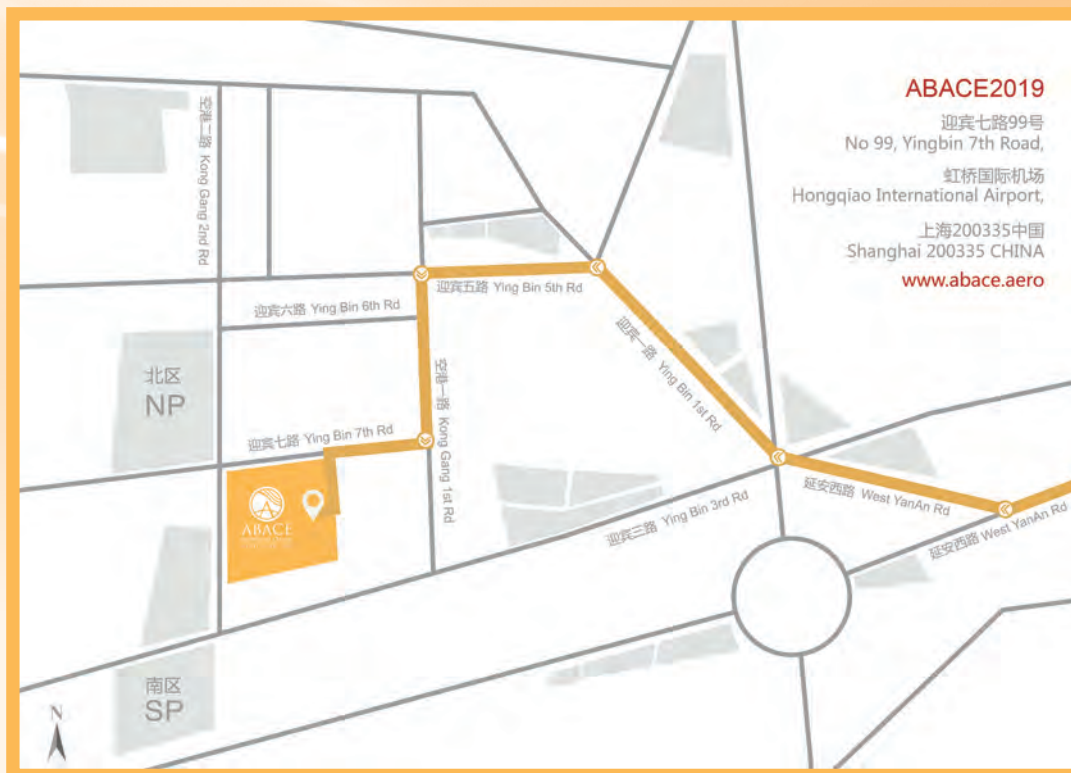 ABACE2019
迎宾七路99号
No 99, Yingbin 7th Road,
虹桥国际机场
Hongqiao International Airport,
上海200335中国
Shanghai 200335 CHINA
www.abace.aero
空港二路 Kong Gang 2nd Rd
迎宾五路 Ying Bin 5th Rd
迎宾六路 Ying Bin 6th Rd
迎宾一路 Ying Bin 1st Rd
北区
NP
空港一路 Kong Gang 1st Rd
迎宾七路 Ying Bin 7th Rd
延安西路 West YanAn Rd
迎宾三路 Ying Bin 3rd Rd
延安西路 West YanAn Rd
ABACE
南区
SP
N